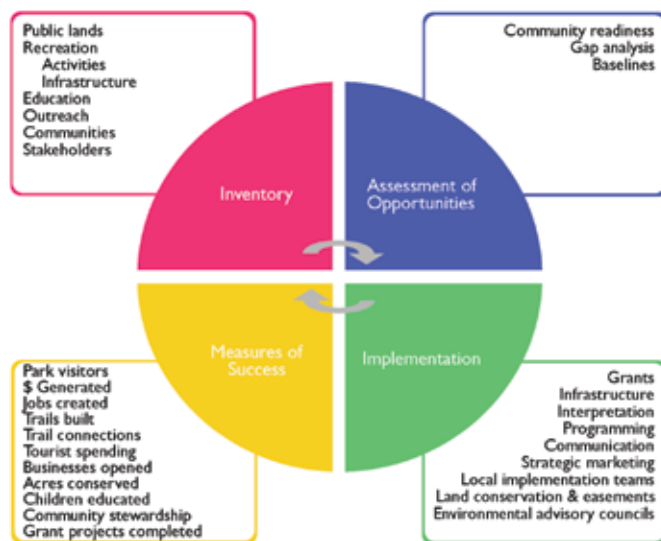 Public lands
Recreation
Activities
Infrastructure
Education
Outreach
Communities
Stakeholders
Community readiness
Gap analysis
Baselines
Inventory
Assessment of
Opportunities
Measures of
Success
Implementation
Park visitors
$ Generated
Jobs created
Trails built
Trail connections
Tourist spending
Businesses opened
Acres conserved
Children educated
Community stewardship
Grant projects completed
Grants
Infrastructure
Interpretation
Programming
Communication
Strategic marketing
Local implementation teams
Land conservation & easements
Environmental advisory councils